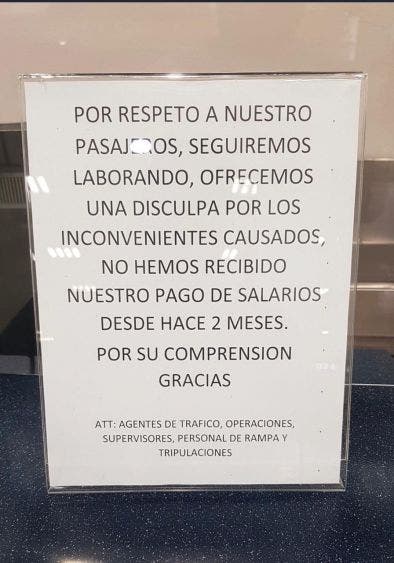 POR RESPETO A NUESTRO
PASAJEROS, SEGUIREMOS
LABORANDO, OFRECEMOS
UNA DISCULPA POR LOS
INCONVENIENTES CAUSADOS,
NO HEMOS RECIBIDO
NUESTRO PAGO DE SALARIOS
DESDE HACE 2 MESES.
POR SU COMPRENSION
GRACIAS
ATT: AGENTES DE TRAFICO, OPERACIONES,
SUPERVISORES, PERSONAL DE RAMPA Y
TRIPULACIONES